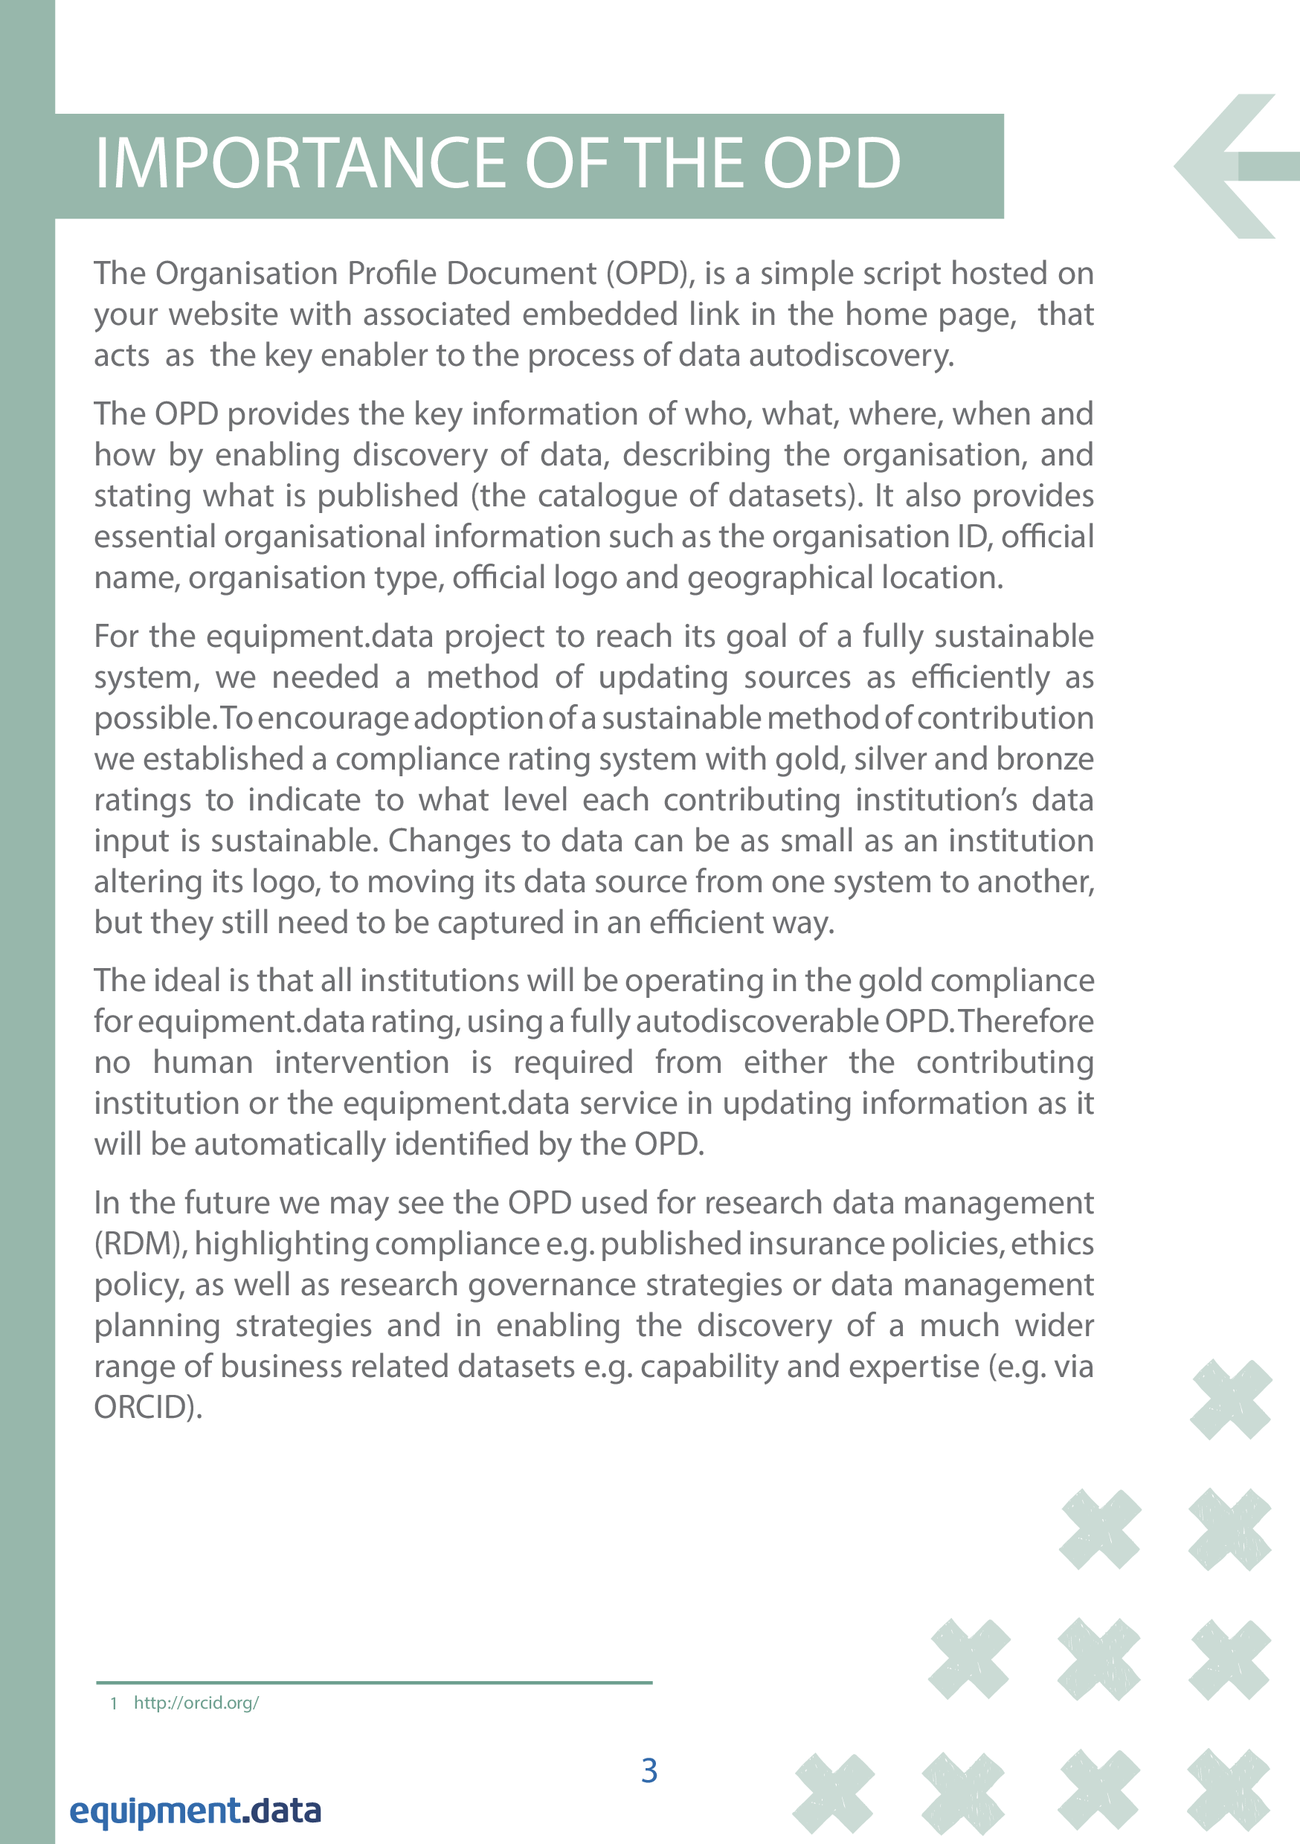 IMPORTANCE OF THE OPD
The Organisation Profile Document (OPD), is a simple script hosted on
your website with associated embedded link in the home page, that
acts as the key enabler to the process of data autodiscovery.
The OPD provides the key information of who, what, where, when and
how by enabling discovery of data, describing the organisation, and
stating what is published (the catalogue of datasets). It also provides
essential organisational information such as the organisation ID, official
name, organisation type, official logo and geographical location.
For the equipment.data project to reach its goal of a fully sustainable
system, we needed a method of updating sources as efficiently as
possible. To encourage adoption of a sustainable method of contribution
we established a compliance rating system with gold, silver and bronze
ratings to indicate to what level each contributing institution’s data
input is sustainable. Changes to data can be as small as an institution
altering its logo, to moving its data source from one system to another,
but they still need to be captured in an efficient way.
The ideal is that all institutions will be operating in the gold compliance
for equipment.data rating, using a fully autodiscoverable OPD. Therefore
no human intervention is required from either the contributing
institution or the equipment.data service in updating information as it
will be automatically identified by the OPD.
In the future we may see the OPD used for research data management
(RDM), highlighting compliance e.g. published insurance policies, ethics
policy, as well as research governance strategies or data management
planning strategies and in enabling the discovery of a much wider
range of business related datasets e.g. capability and expertise (e.g. via
ORCID).
1 http://orcid.org/
3
equipment.data